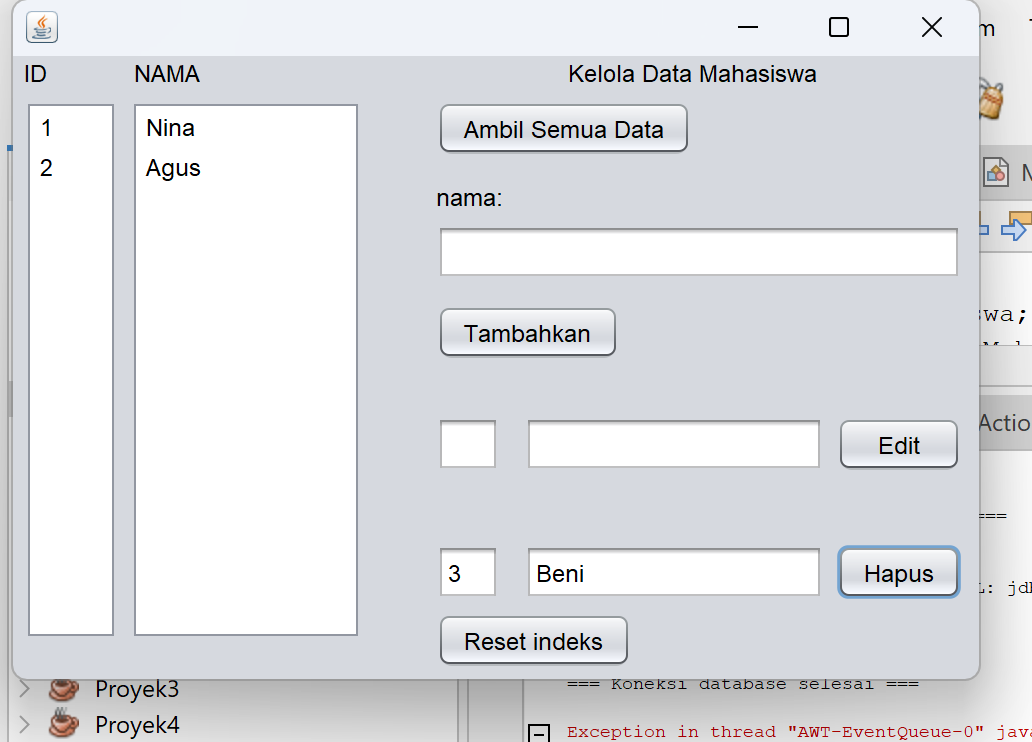 ID NAMA Kelola Data Mahasiswa
1 Nina
2 Agus
Ambil Semua Data
nama:
Tambahkan
Edit
3 Beni Hapus
Reset indeks
swa;
Actio
===
L: jd
Proyek3
=== Koneksi database selesai ===
Proyek4
Exception in thread "AWT-EventQueue-0" java